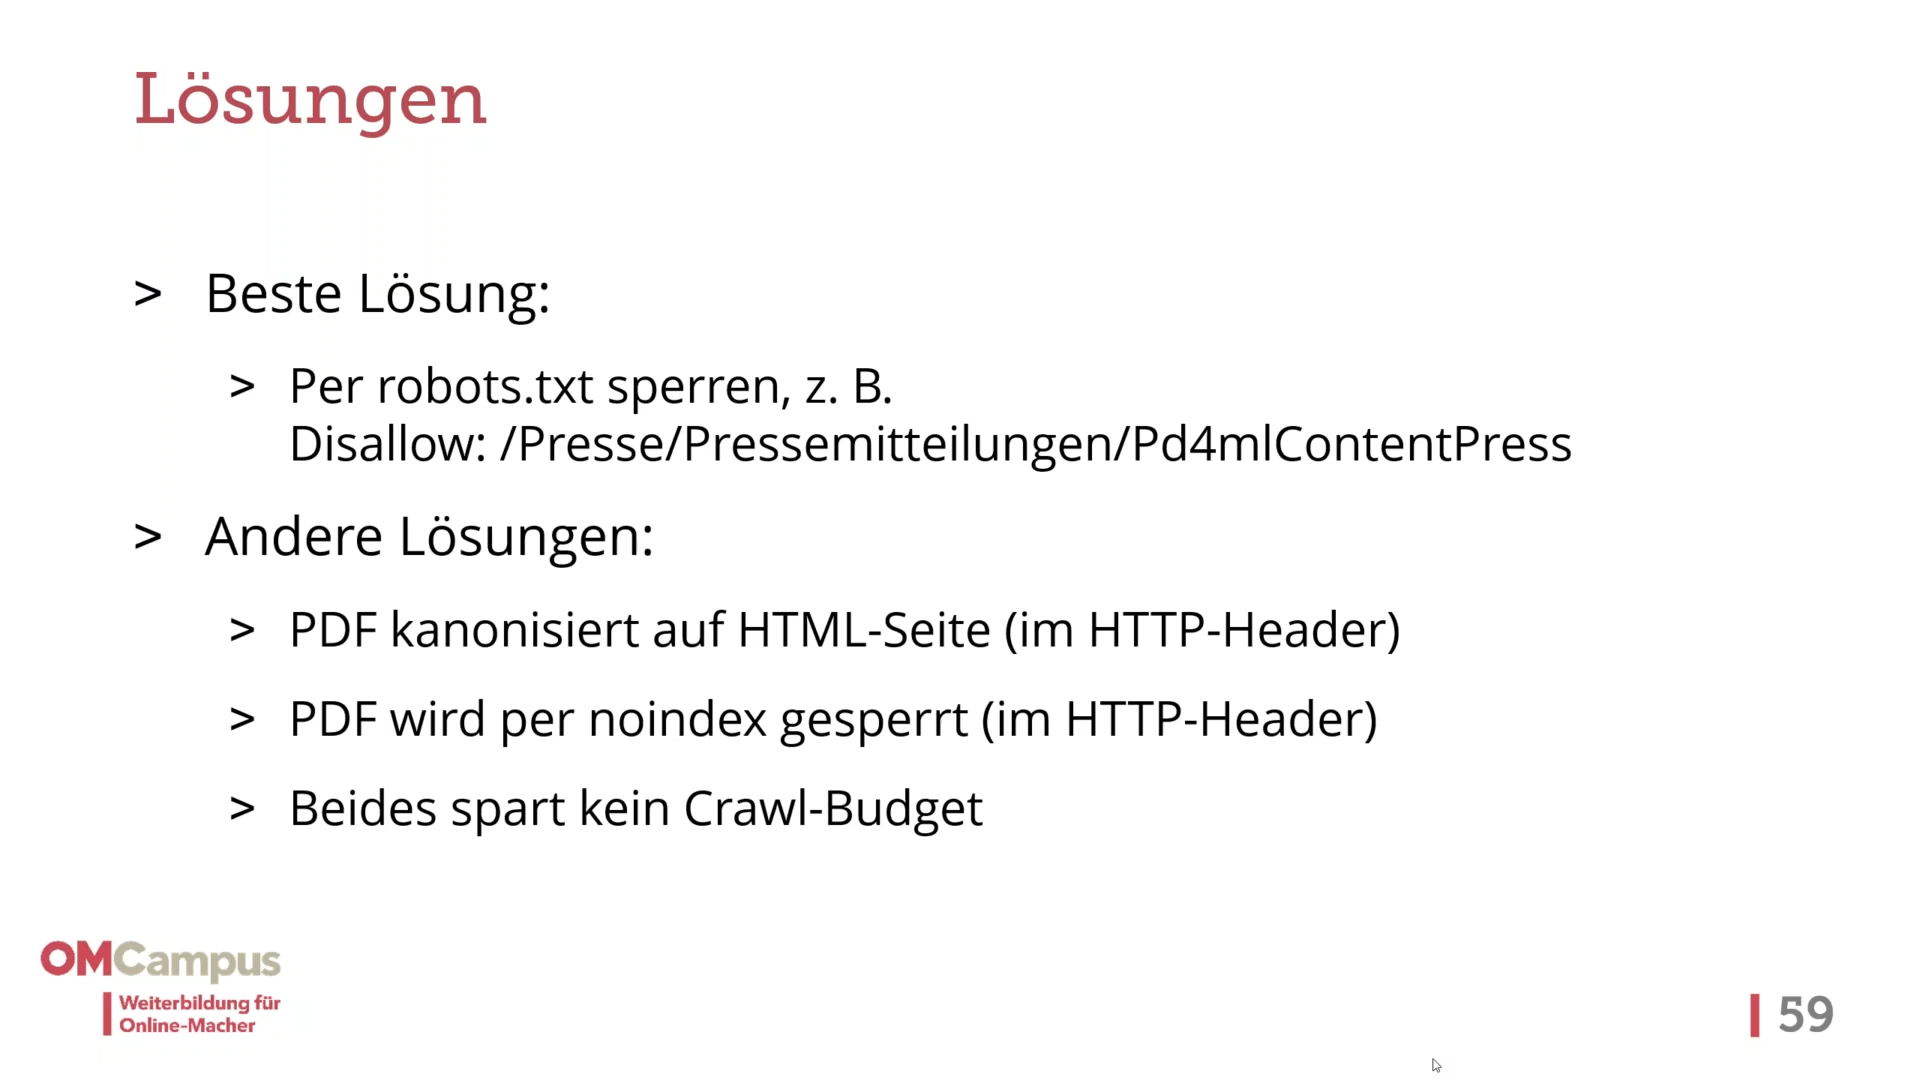 Lösungen
> Beste Lösung:
> Per robots.txt sperren, z. B.
Disallow: /Presse/Pressemitteilungen/Pd4mlContentPress
> Andere Lösungen:
> PDF kanonisiert auf HTML-Seite (im HTTP-Header)
> PDF wird per noindex gesperrt (im HTTP-Header)
> Beides spart kein Crawl-Budget
OMCampus
Weiterbildung für
Online-Macher
59